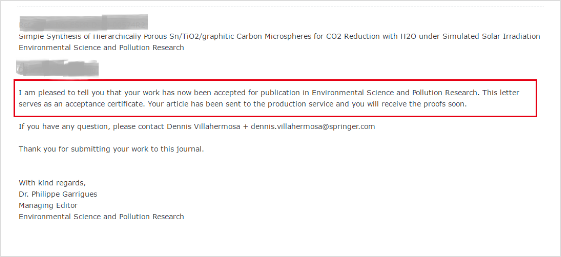 Simple Synthesis of Hierarchically Porous Sn/TiO2/graphitic Carbon Microspheres for CO2 Reduction with H2O under Simulated Solar Irradiation
Environmental Science and Pollution Research
I am pleased to tell you that your work has now been accepted for publication in Environmental Science and Pollution Research. This letter
serves as an acceptance certificate. Your article has been sent to the production service and you will receive the proofs soon.
If you have any question, please contact Dennis Villahermosa + dennis.villahermosa@springer.com
Thank you for submitting your work to this journal.
With kind regards,
Dr. Philippe Garrigues
Managing Editor
Environmental Science and Pollution Research